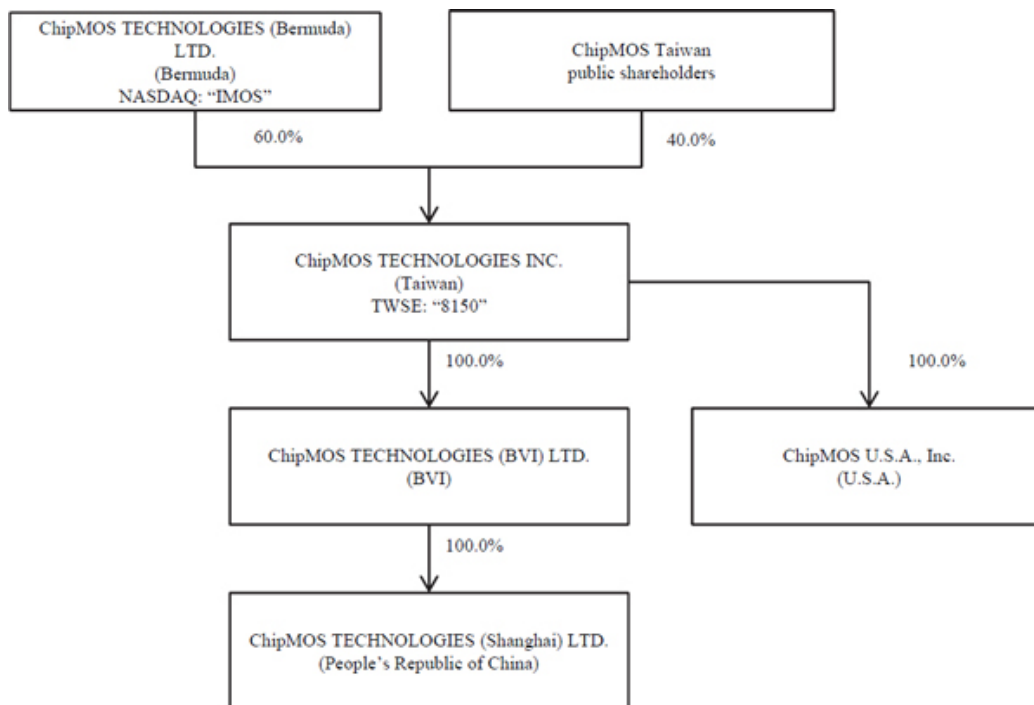 ChipMOS TECHNOLOGIES (Bermuda)
LTD.
(Bermuda)
NASDAQ: “IMOS”
ChipMOS Taiwan
public shareholders
60.0%
40.0%
ChipMOS TECHNOLOGIES INC.
(Taiwan)
TWSE: “8150”
100.0%
100.0%
ChipMOS TECHNOLOGIES (BVI) LTD.
(BVI)
ChipMOS U.S.A., Inc.
(U.S.A.)
100.0%
ChipMOS TECHNOLOGIES (Shanghai) LTD.
(People’s Republic of China)